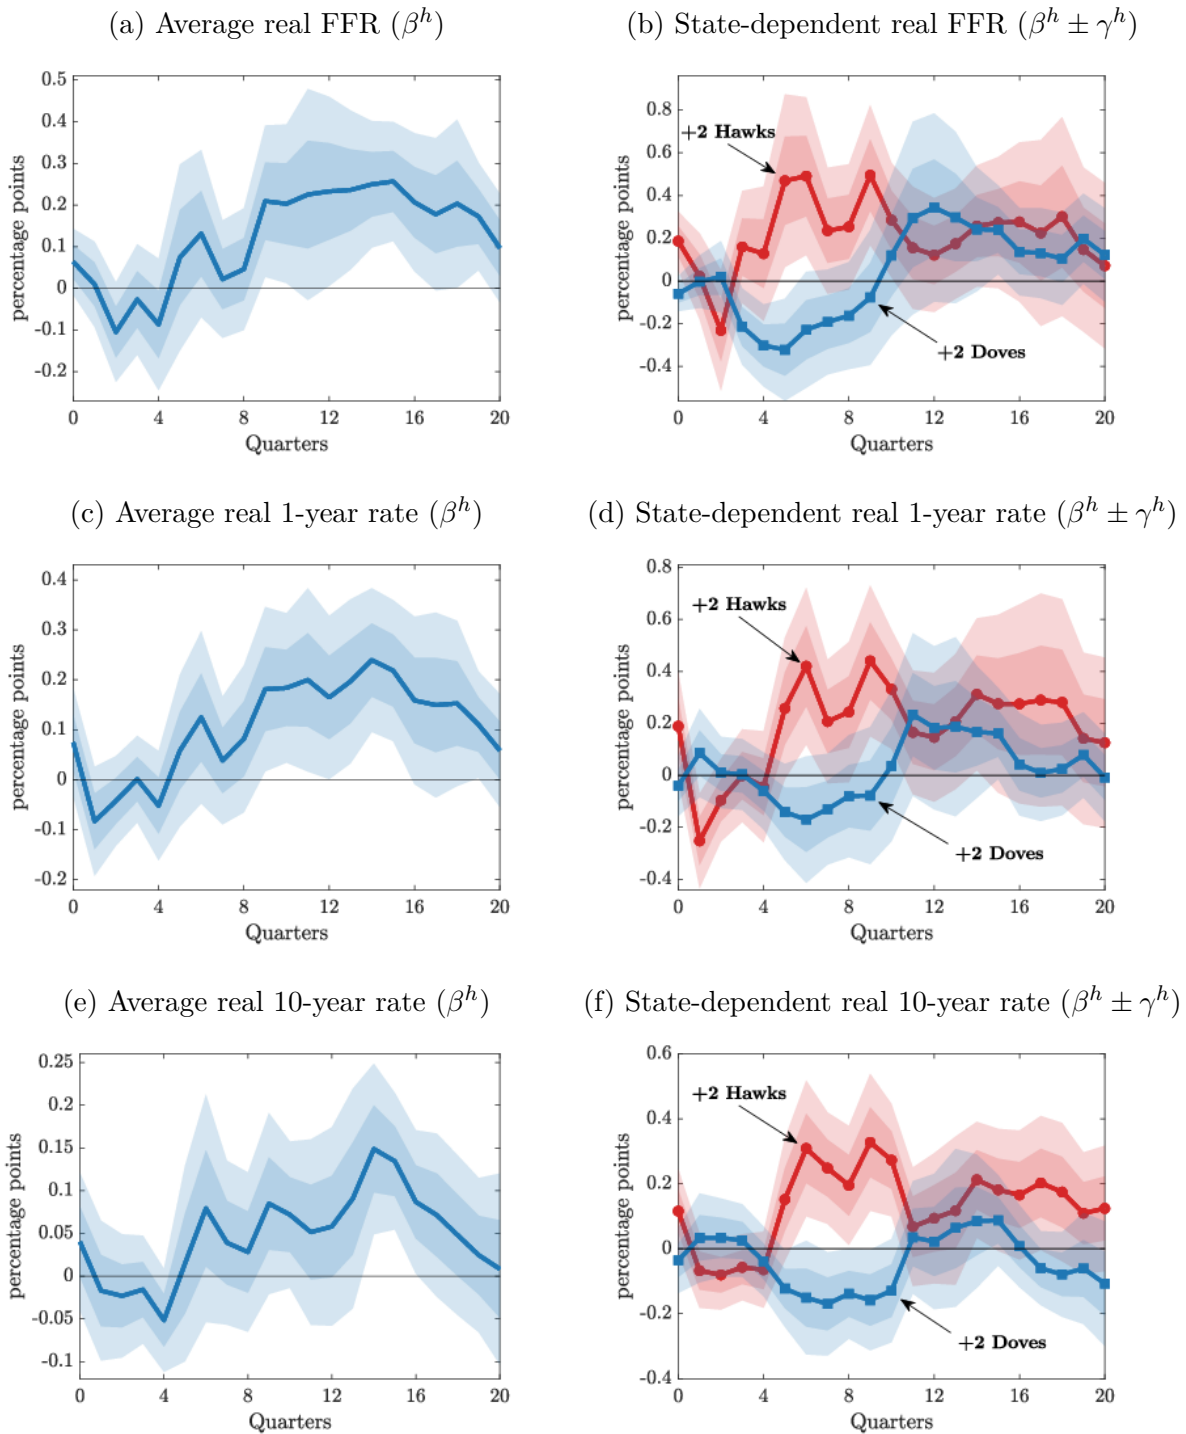 (a) Average real FFR (β^h)
(b) State-dependent real FFR (β^h ± γ^h)
percentage points
0.5
0.4
0.3
0.2
0.1
0
-0.1
-0.2
0 4 8 12 16 20
Quarters
percentage points
0.8
0.6
0.4
0.2
0
-0.2
-0.4
+2 Hawks
+2 Doves
0 4 8 12 16 20
Quarters
(c) Average real 1-year rate (β^h)
(d) State-dependent real 1-year rate (β^h ± γ^h)
percentage points
0.4
0.3
0.2
0.1
0
-0.1
-0.2
0 4 8 12 16 20
Quarters
percentage points
0.8
0.6
0.4
0.2
0
-0.2
-0.4
+2 Hawks
+2 Doves
0 4 8 12 16 20
Quarters
(e) Average real 10-year rate (β^h)
(f) State-dependent real 10-year rate (β^h ± γ^h)
percentage points
0.25
0.2
0.15
0.1
0.05
0
-0.05
-0.1
0 4 8 12 16 20
Quarters
percentage points
0.6
0.4
0.2
0
-0.2
-0.4
+2 Hawks
+2 Doves
0 4 8 12 16 20
Quarters